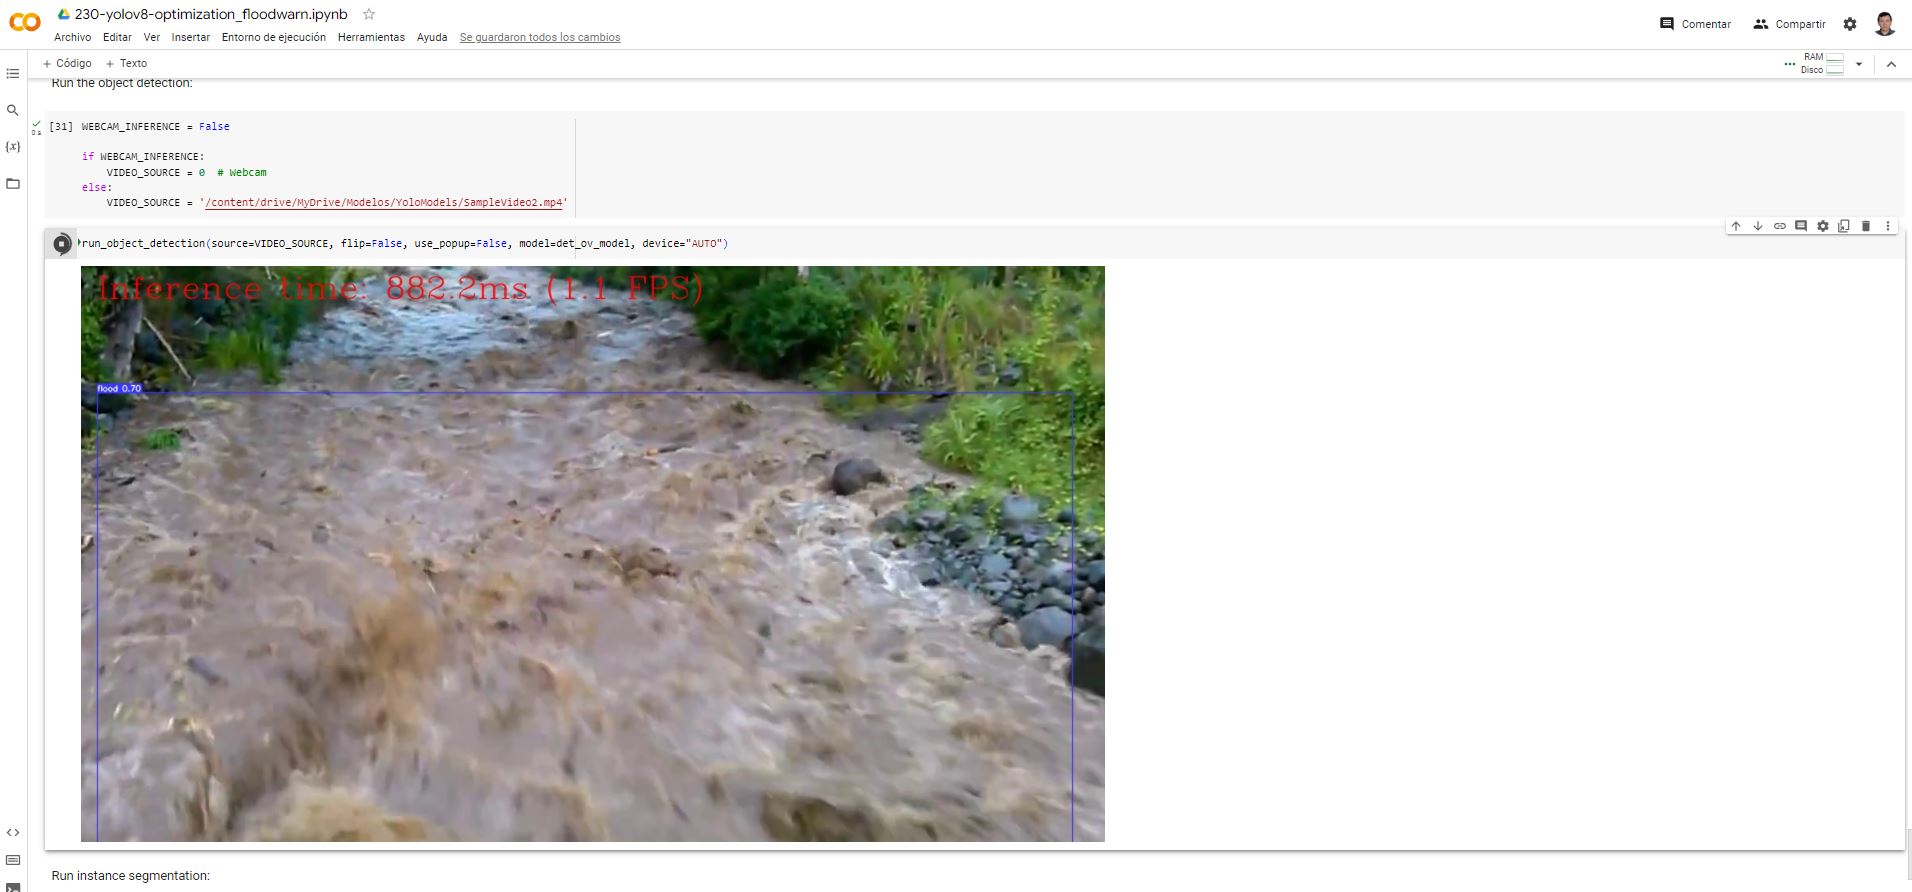 230-yolov8-optimization_floodwarn.ipynb
Archivo Editar Ver Insertar Entorno de ejecución Herramientas Ayuda Se guardaron todos los cambios
Comentar Compartir
+ Código + Texto
RAM
Disco
Run the object detection:
[31] WEBCAM_INFERENCE = False
0 s
if WEBCAM_INFERENCE:
VIDEO_SOURCE = 0 # Webcam
else:
VIDEO_SOURCE = '/content/drive/MyDrive/Modelos/YoloModels/SampleVideo2.mp4'
run_object_detection(source=VIDEO_SOURCE, flip=False, use_popup=False, model=det_ov_model, device="AUTO")
Inference time: 882.2ms (1.1 FPS)
flood 0.70
Run instance segmentation: